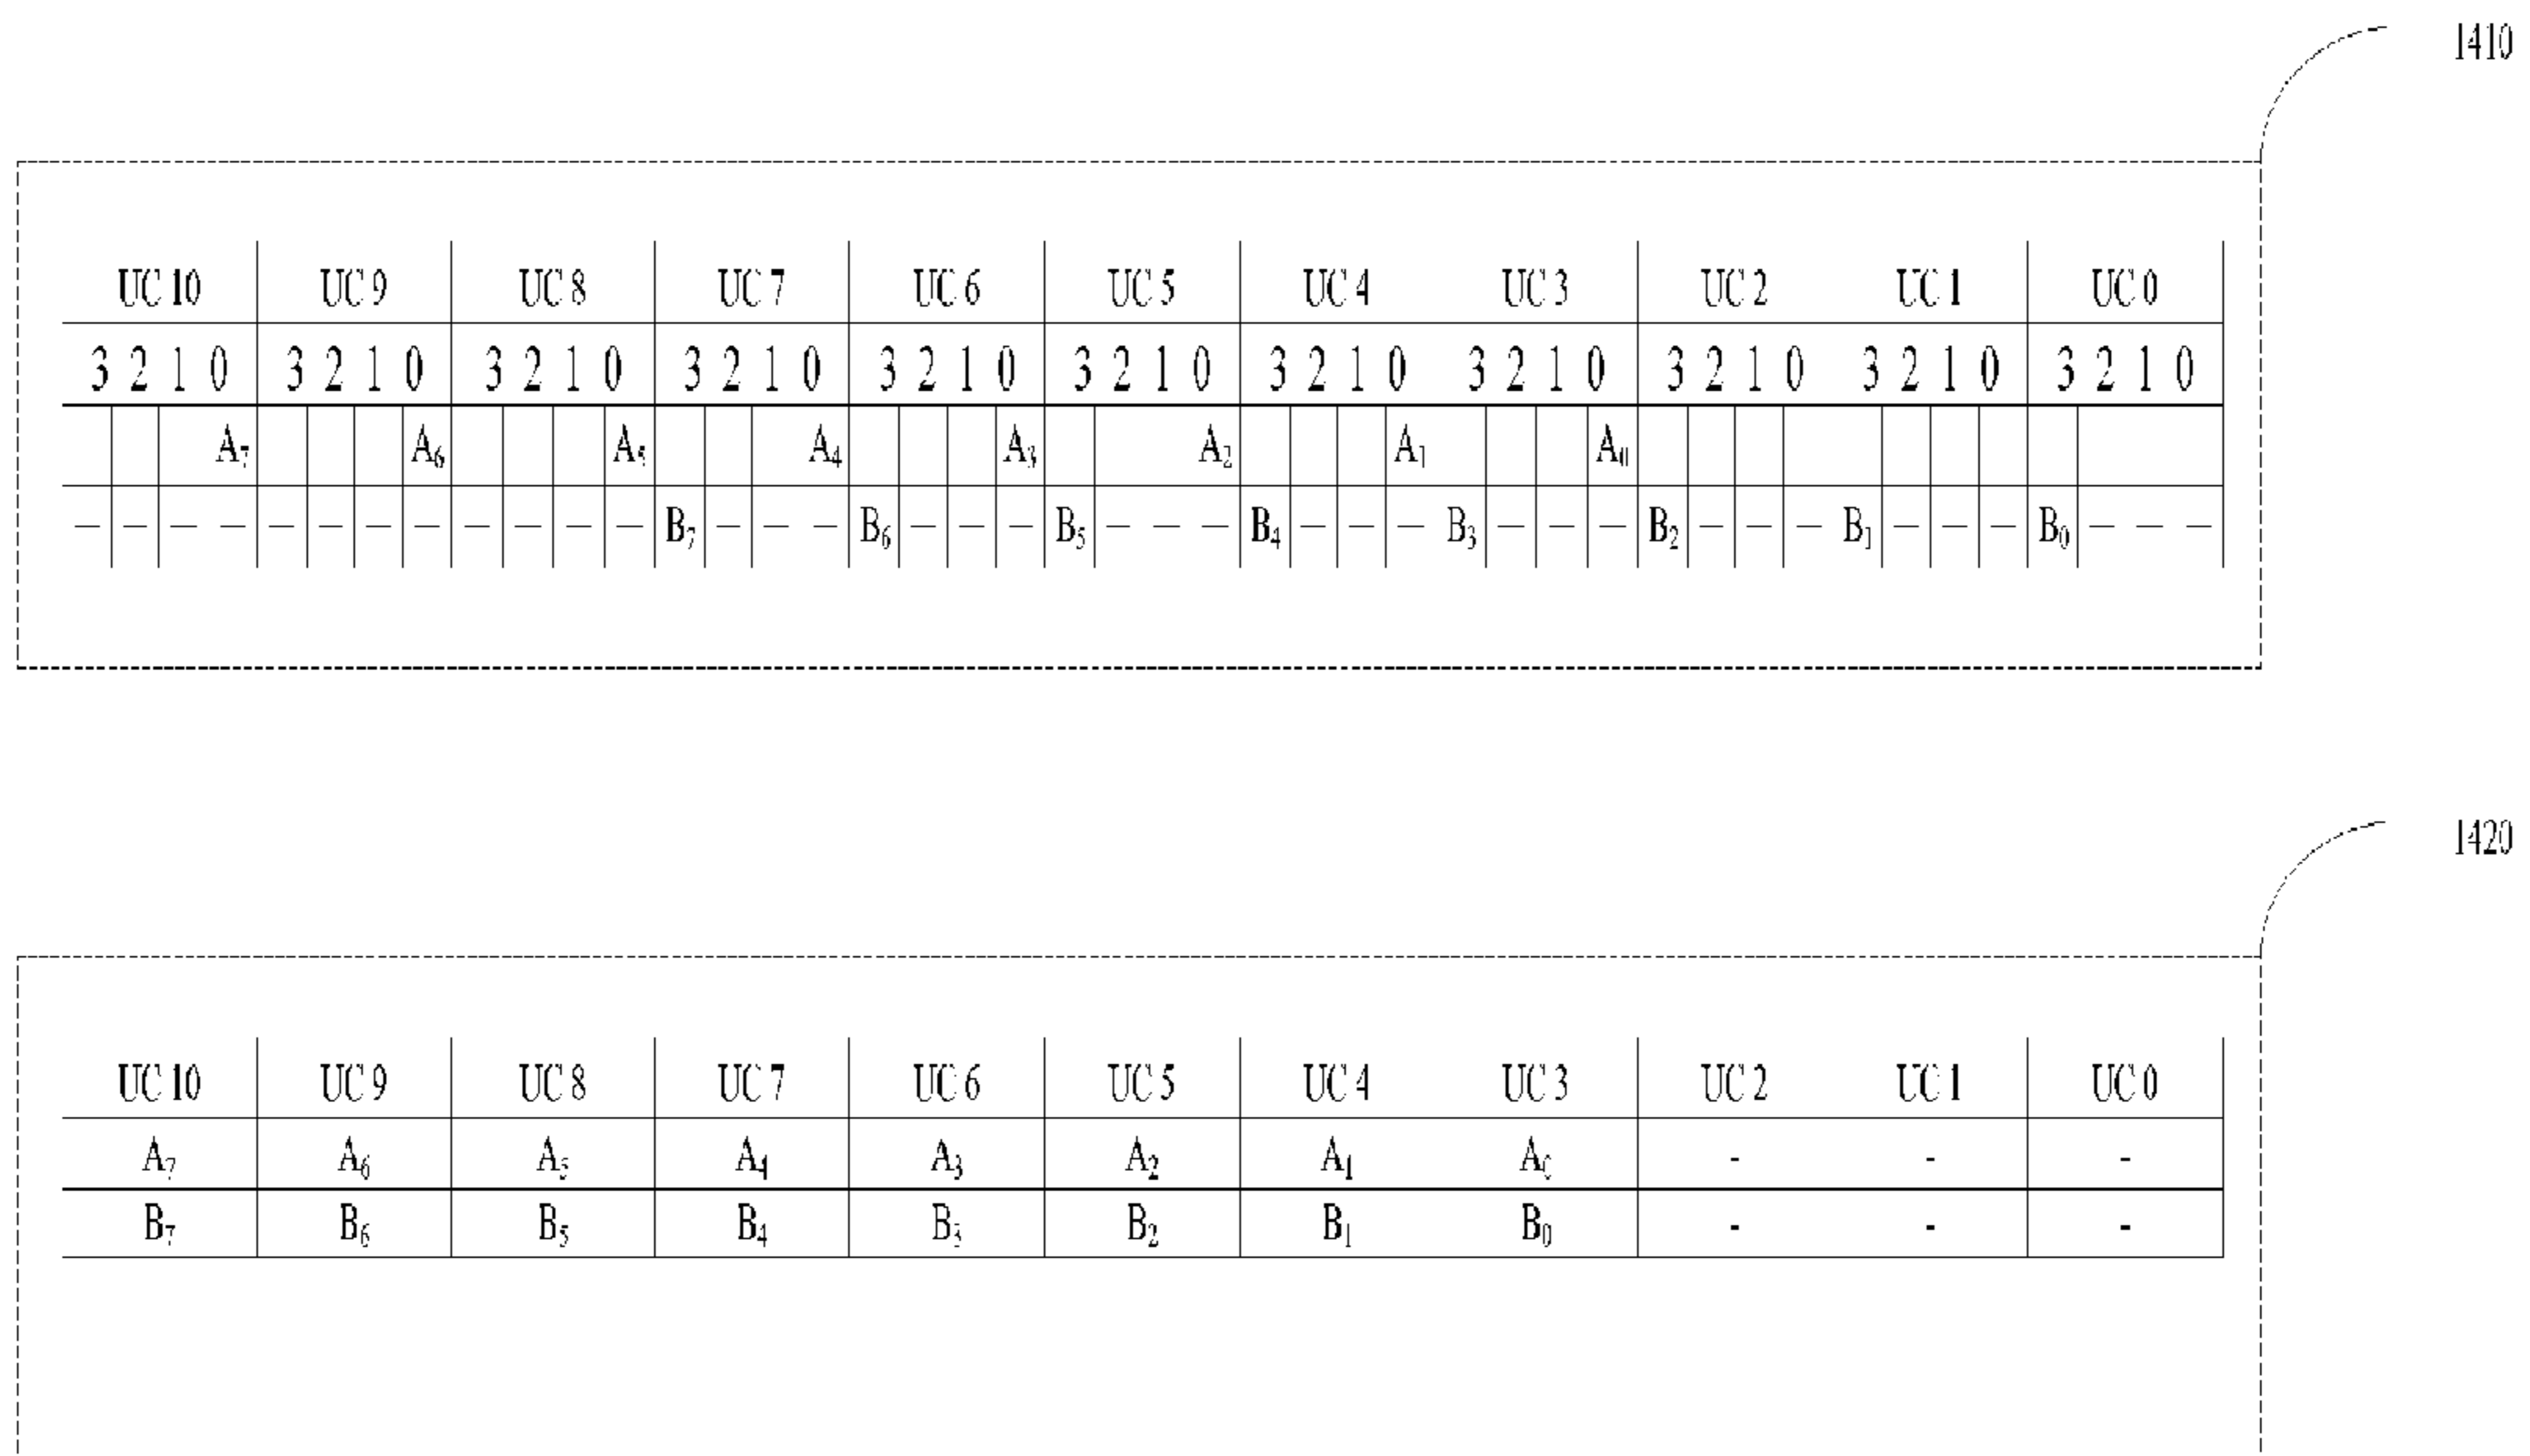 1410
UC 10 UC 9 UC 8 UC 7 UC 6 UC 5 UC 4 UC 3 UC 2 UC 1 UC 0
3 2 1 0 3 2 1 0 3 2 1 0 3 2 1 0 3 2 1 0 3 2 1 0 3 2 1 0 3 2 1 0 3 2 1 0 3 2 1 0 3 2 1 0
A₇ A₆ A₅ A₄ A₃ A₂ A₁ A₀
– – – – – – – – – – – – B₇ – – – B₆ – – – B₅ – – – B₄ – – – B₃ – – – B₂ – – – B₁ – – – B₀ – – –
1420
UC 10 UC 9 UC 8 UC 7 UC 6 UC 5 UC 4 UC 3 UC 2 UC 1 UC 0
A₇ A₆ A₅ A₄ A₃ A₂ A₁ A₀ - - -
B₇ B₆ B₅ B₄ B₃ B₂ B₁ B₀ - - -